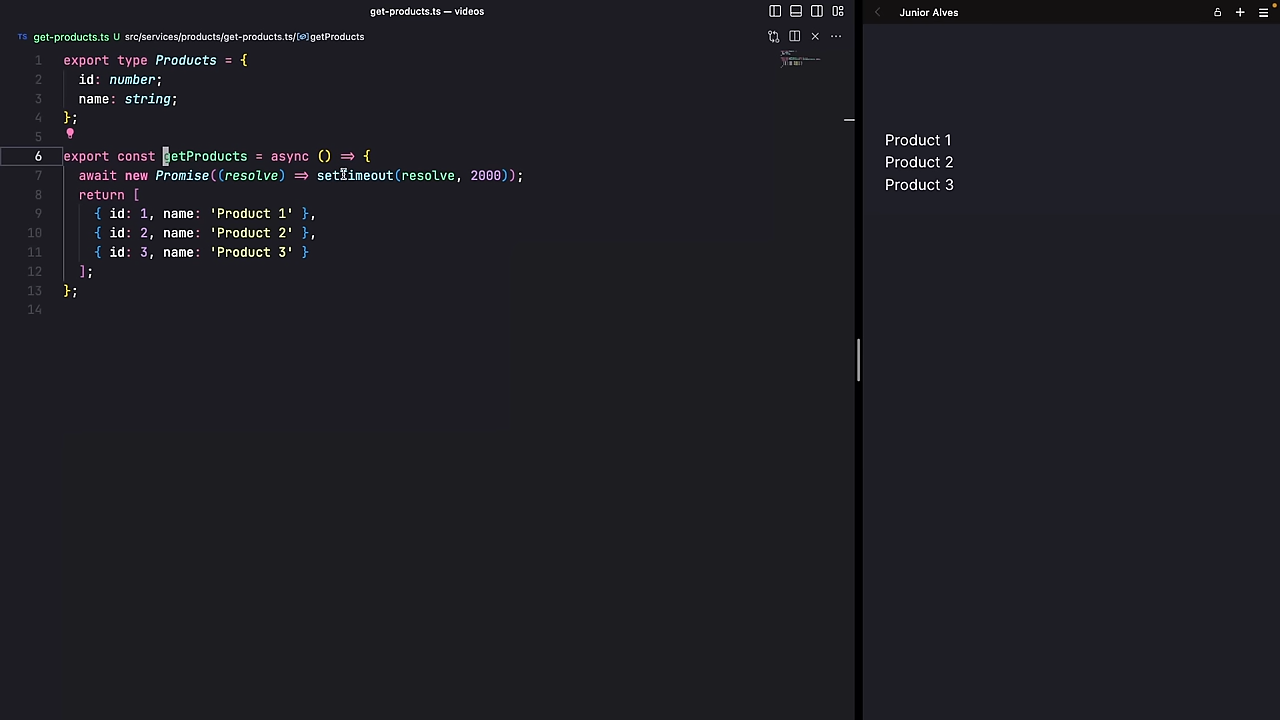 get-products.ts — videos
TS get-products.ts U src/services/products/get-products.ts/getProducts
1 export type Products = {
2 id: number;
3 name: string;
4 };
5
6 export const getProducts = async () => {
7 await new Promise((resolve) => setTimeout(resolve, 2000));
8 return [
9 { id: 1, name: 'Product 1' },
10 { id: 2, name: 'Product 2' },
11 { id: 3, name: 'Product 3' }
12 ];
13 };
14
Junior Alves
Product 1
Product 2
Product 3